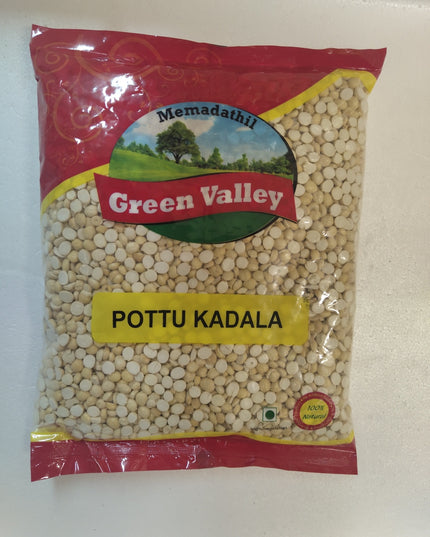 Memadathil
Green Valley
POTTU KADALA
100%
Natural